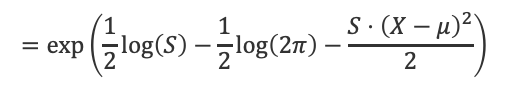 = exp(1/2 log(S) − 1/2 log(2π) − S · (X − μ)²/2)